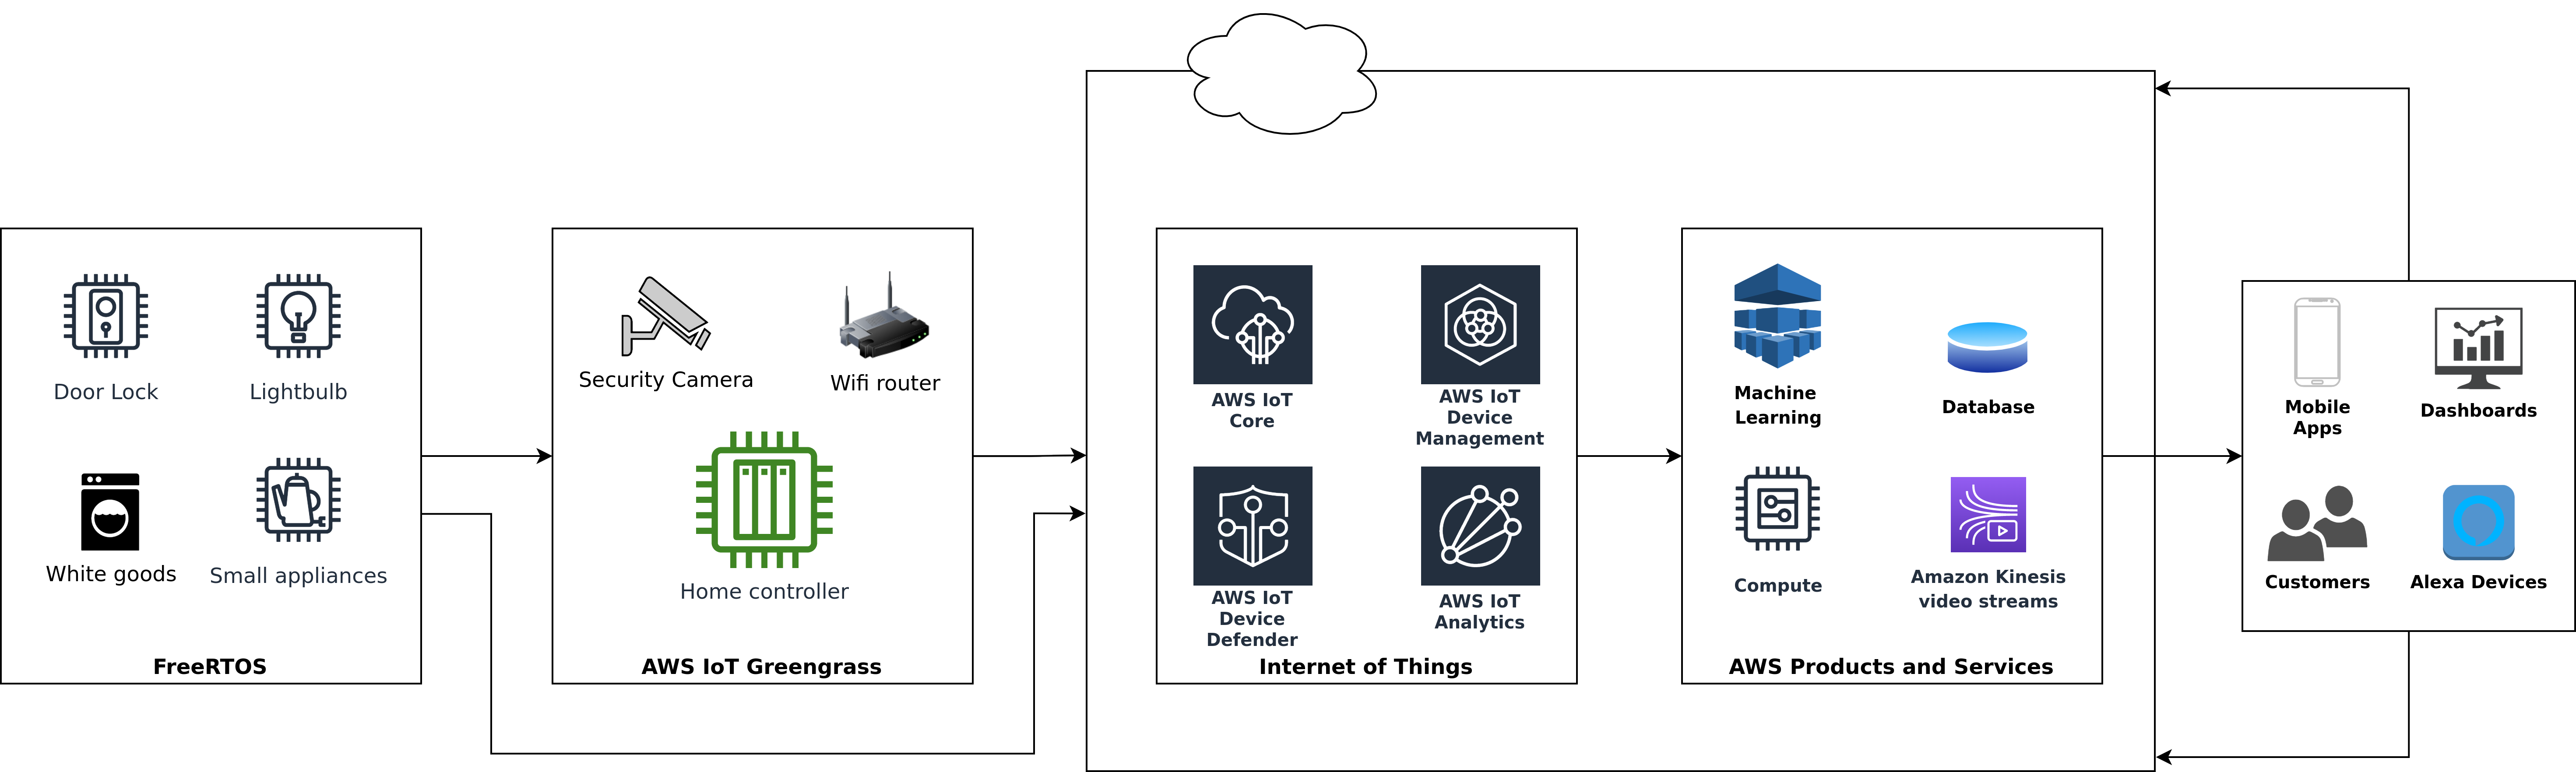 Door Lock
Lightbulb
White goods
Small appliances
FreeRTOS
Security Camera
Wifi router
Home controller
AWS IoT Greengrass
AWS IoT
Core
AWS IoT
Device
Management
AWS IoT
Device
Defender
AWS IoT
Analytics
Internet of Things
Machine
Learning
Database
Compute
Amazon Kinesis
video streams
AWS Products and Services
Mobile
Apps
Dashboards
Customers
Alexa Devices